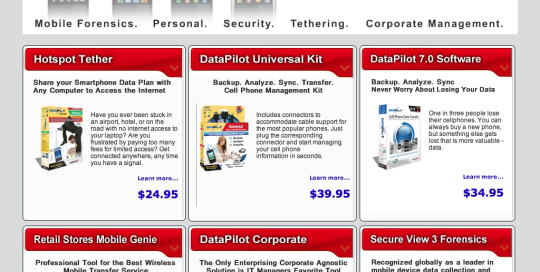 Mobile Forensics. Personal. Security. Tethering. Corporate Management.
Hotspot Tether
Share your Smartphone Data Plan with
Any Computer to Access the Internet
Have you ever been stuck in
an airport, hotel, or on the
road with no internet access to
your laptop? Are you
frustrated by paying too many
fees for limited access? Get
connected anywhere, any time
you have a signal.
Learn more...
$24.95
DataPilot Universal Kit
Backup. Analyze. Sync. Transfer.
Cell Phone Management Kit
Includes connectors to
accommodate cable support for
the most popular phones. Just
plug the corresponding
connector and start managing
your cell phone
information in seconds.
Learn more...
$39.95
DataPilot 7.0 Software
Backup. Analyze. Sync
Never Worry About Losing Your Data
One in three people lose
their cellphones. You can
always buy a new phone,
but something else gets
lost that is more valuable -
data.
Learn more...
$34.95
Retail Stores Mobile Genie
Professional Tool for the Best Wireless
Mobile Transfer Service
DataPilot Corporate
The Only Enterprising Corporate Agnostic
Solution is IT Managers Favorite Tool
Secure View 3 Forensics
Recognized globally as a leader in
mobile device data collection and